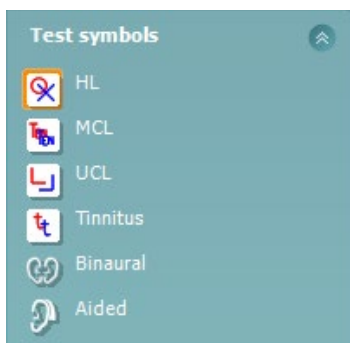 Test symbols
HL
MCL
UCL
Tinnitus
Binaural
Aided